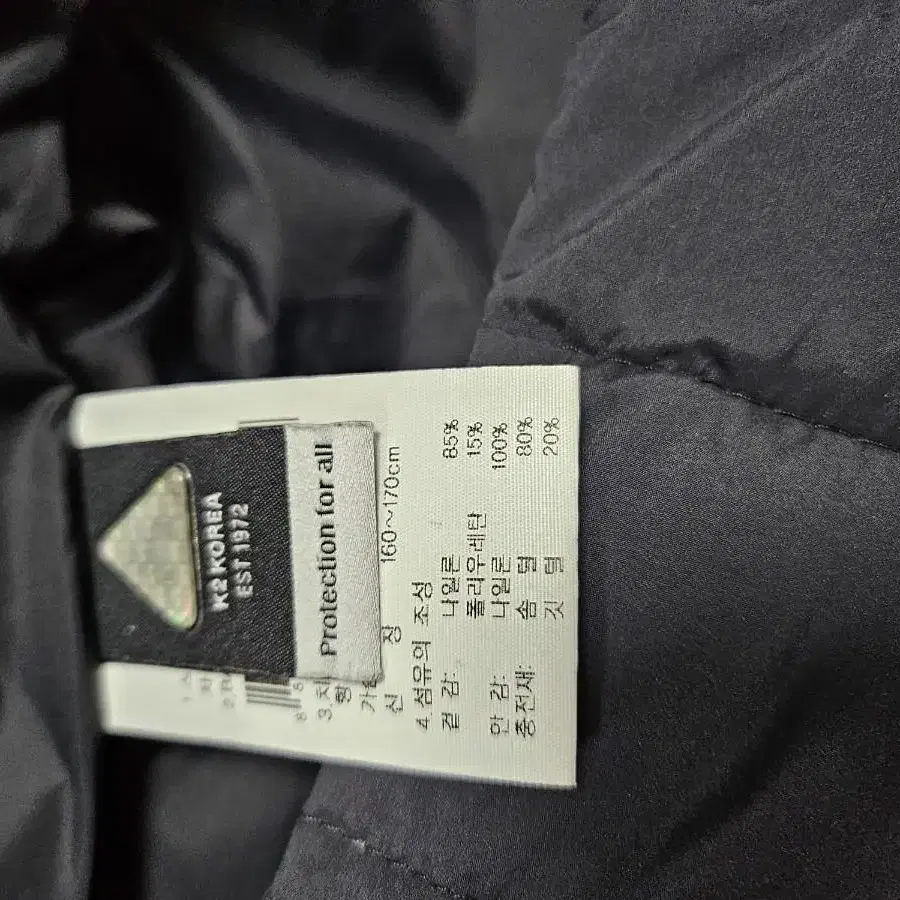 K2 KOREA
EST 1972
Protection for all
신 장 160~170cm
4.섬유의 조성
겉 감: 나일론 85%
폴리우레탄 15%
안 감: 나일론 100%
충전재: 솜 털 80%
깃 털 20%